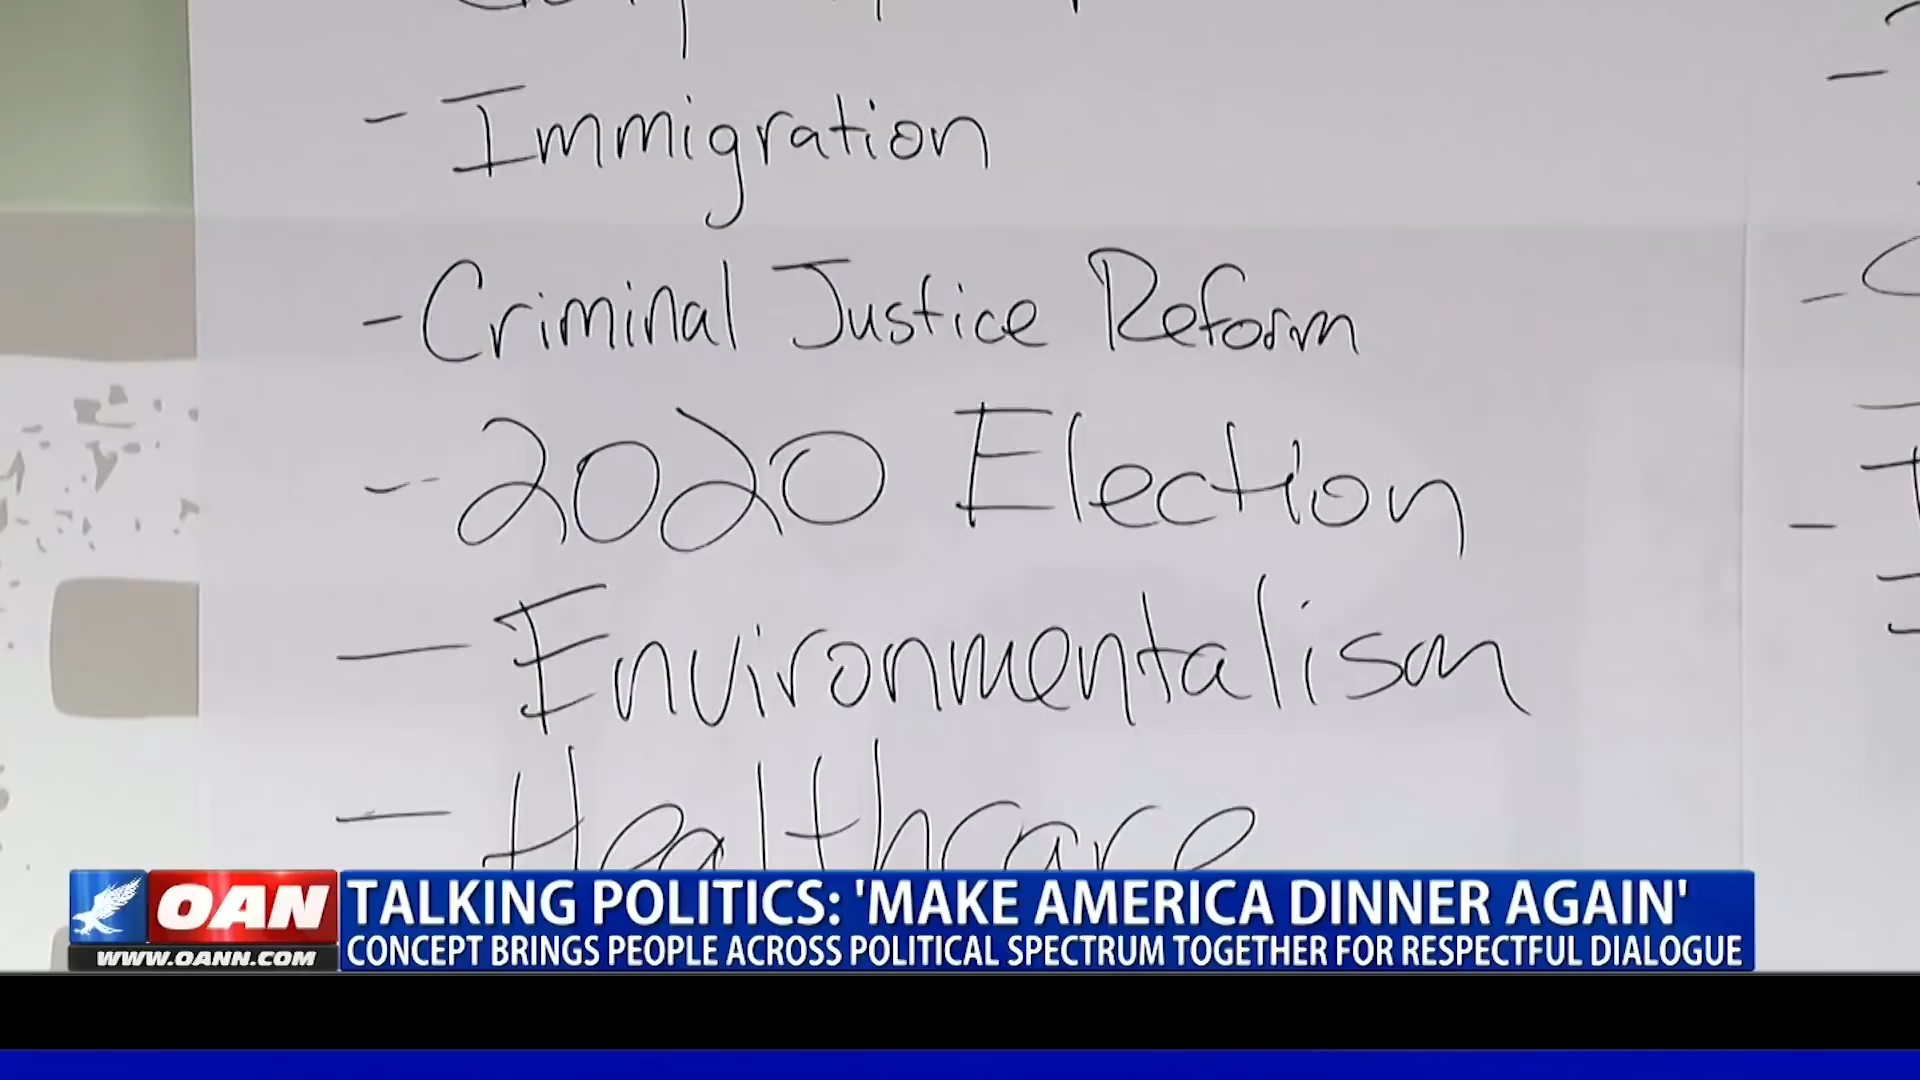 - Immigration
- Criminal Justice Reform
- 2020 Election
- Environmentalism
- Healthcare
OAN
WWW.OANN.COM
TALKING POLITICS: 'MAKE AMERICA DINNER AGAIN'
CONCEPT BRINGS PEOPLE ACROSS POLITICAL SPECTRUM TOGETHER FOR RESPECTFUL DIALOGUE